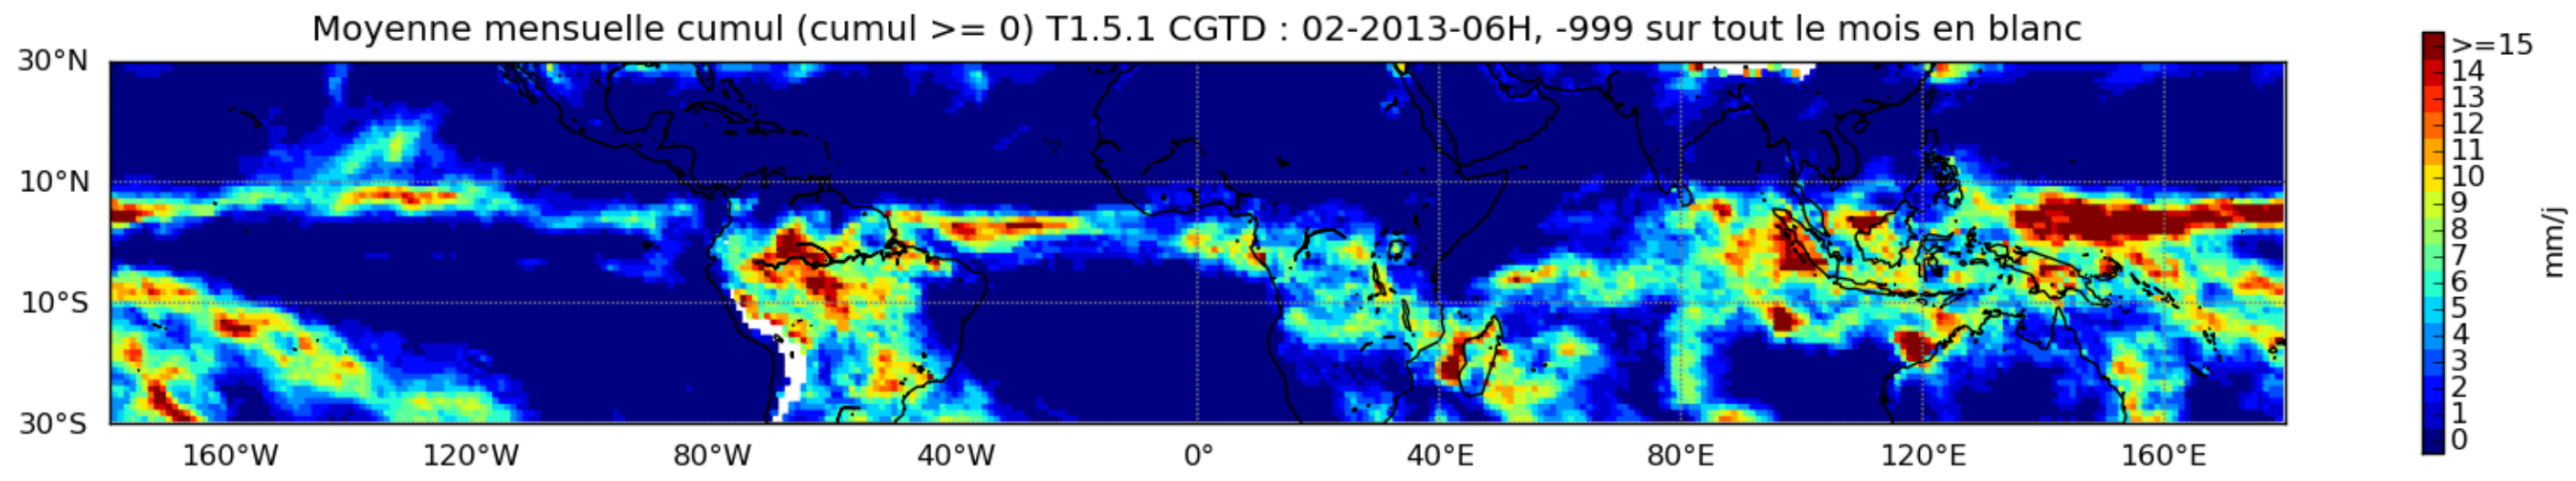 Moyenne mensuelle cumul (cumul >= 0) T1.5.1 CGTD : 02-2013-06H, -999 sur tout le mois en blanc
30°N
10°N
10°S
30°S
160°W
120°W
80°W
40°W
0°
40°E
80°E
120°E
160°E
>=15
14
13
12
11
10
9
8
7
6
5
4
3
2
1
0
mm/j